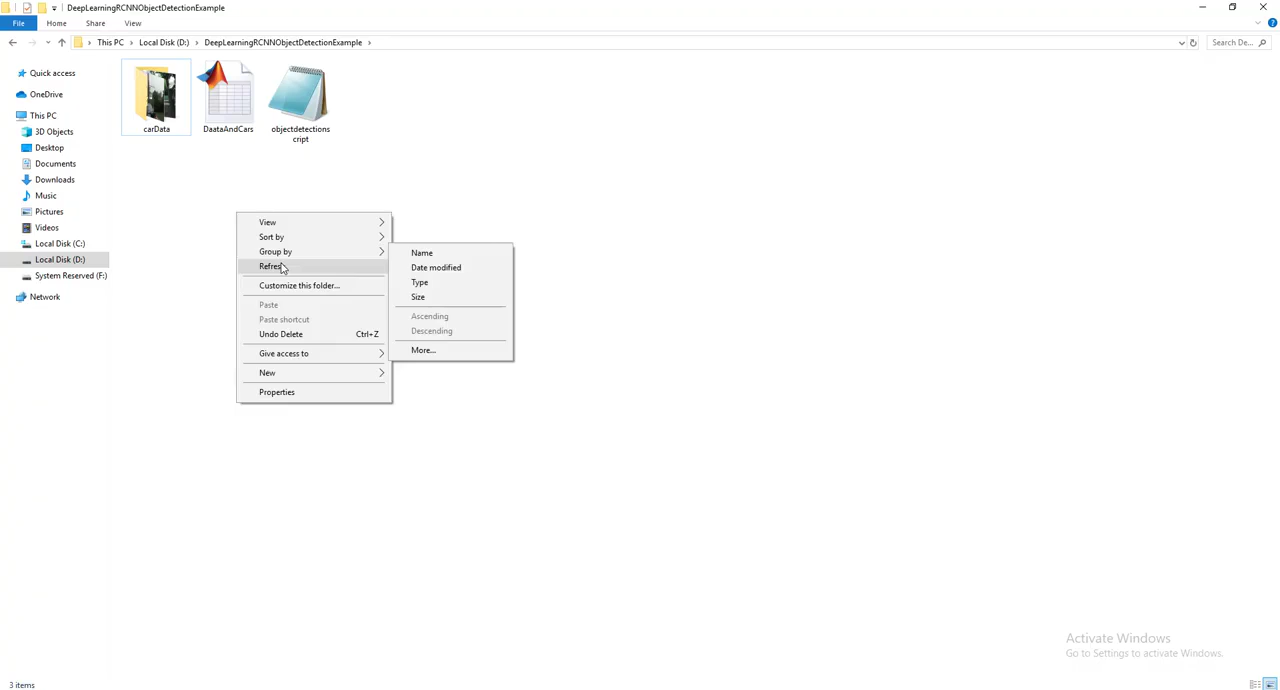 DeepLearningRCNNObjectDetectionExample
File Home Share View
This PC Local Disk (D:) DeepLearningRCNNObjectDetectionExample
Search De...
Quick access
OneDrive
This PC
3D Objects
Desktop
Documents
Downloads
Music
Pictures
Videos
Local Disk (C:)
Local Disk (D:)
System Reserved (F:)
Network
carData
DaataAndCars
objectdetections
cript
View
Sort by
Group by
Refres
Customize this folder...
Paste
Paste shortcut
Undo Delete Ctrl+Z
Give access to
New
Properties
Name
Date modified
Type
Size
Ascending
Descending
More...
Activate Windows
Go to Settings to activate Windows.
3 items